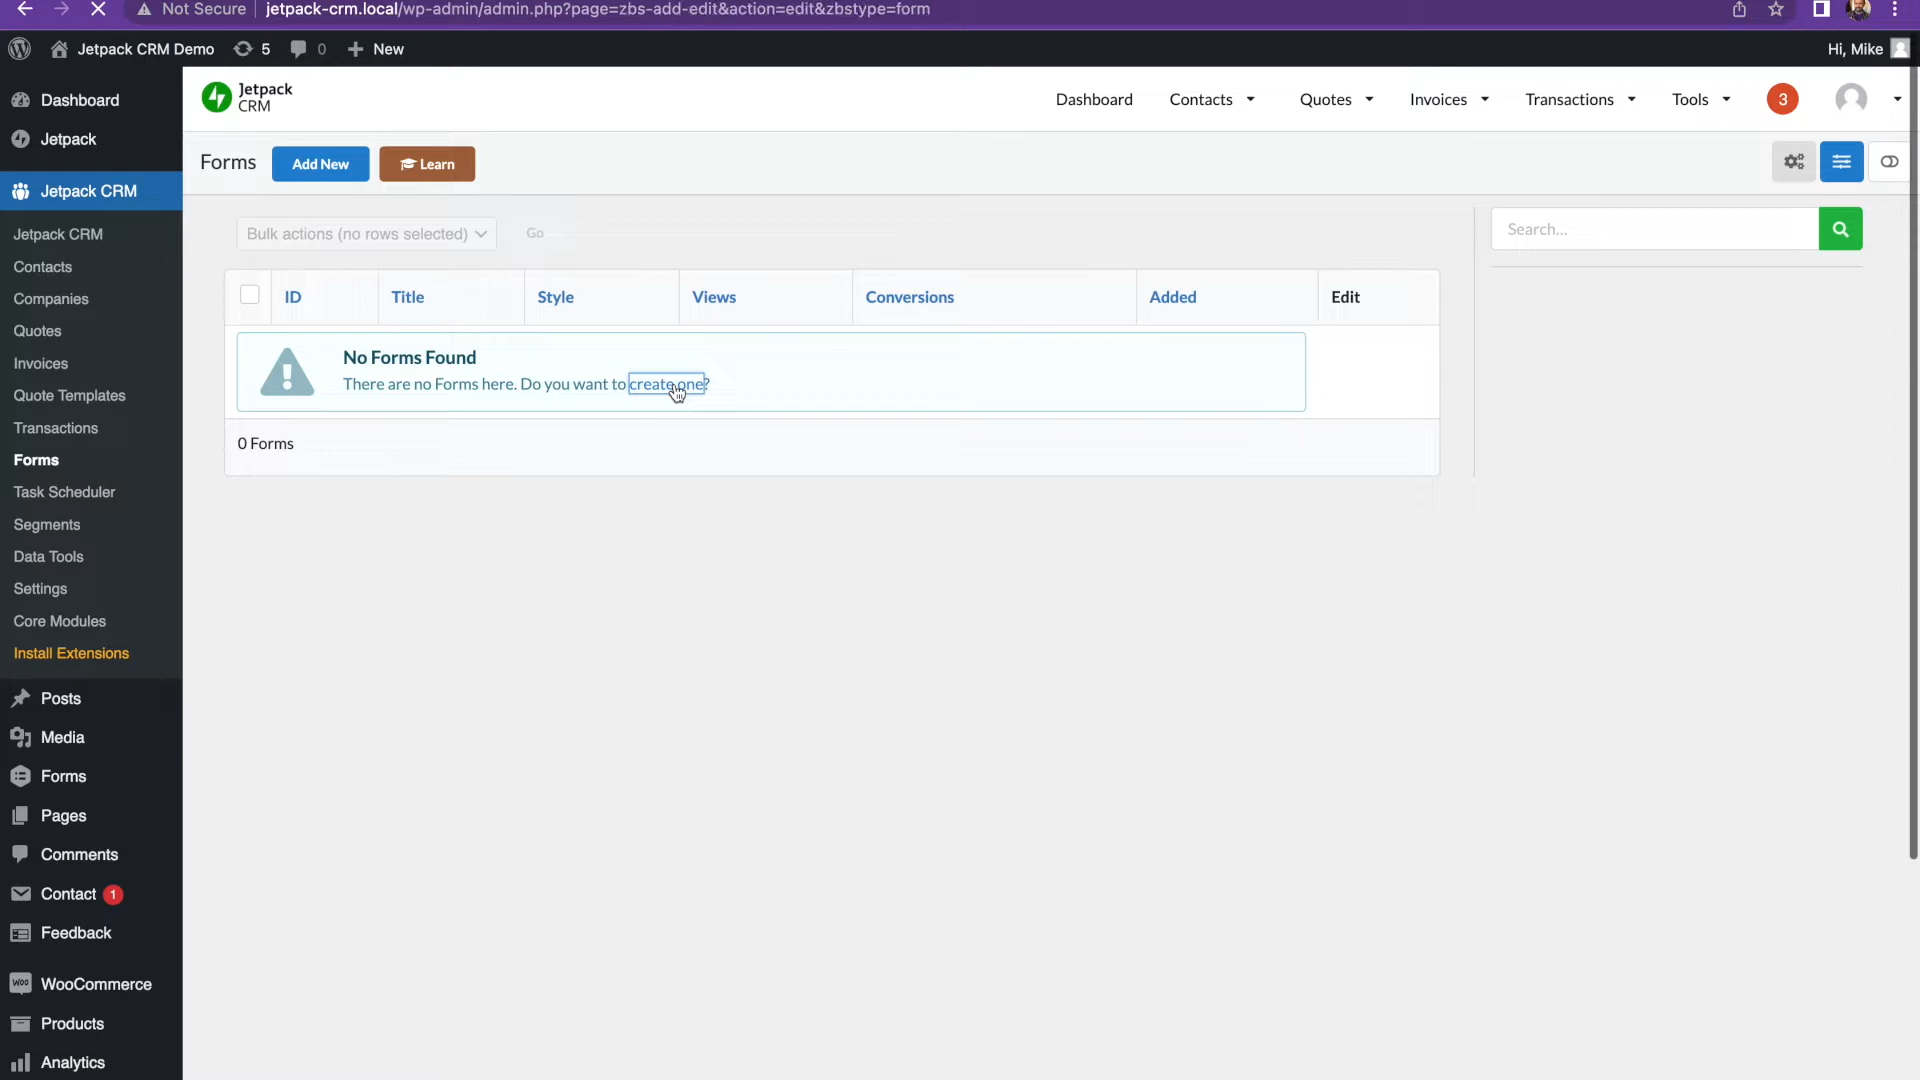 Not Secure jetpack-crm.local/wp-admin/admin.php?page=zbs-add-edit&action=edit&zbstype=form
Jetpack CRM Demo 5 0 New Hi, Mike
Dashboard
Jetpack
Jetpack CRM
Jetpack CRM
Contacts
Companies
Quotes
Invoices
Quote Templates
Transactions
Forms
Task Scheduler
Segments
Data Tools
Settings
Core Modules
Install Extensions
Posts
Media
Forms
Pages
Comments
Contact 1
Feedback
WooCommerce
Products
Analytics
Jetpack
CRM
Dashboard Contacts Quotes Invoices Transactions Tools 3
Forms Add New Learn
Bulk actions (no rows selected) Go
Search...
ID Title Style Views Conversions Added Edit
No Forms Found
There are no Forms here. Do you want to create one?
0 Forms